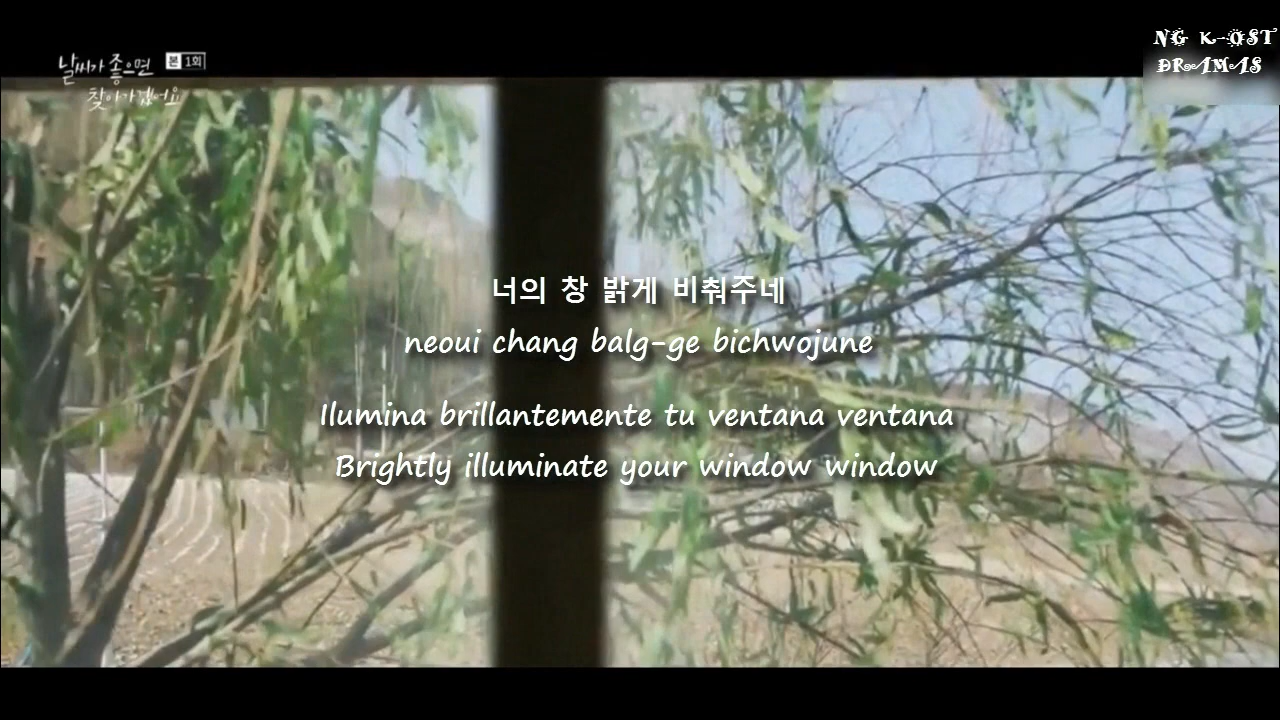 날씨가 좋으면 본 1회
찾아가겠어요
NG K-OST
DRAMAS
너의 창 밝게 비춰주네
neoui chang balg-ge bichwojune
Ilumina brillantemente tu ventana ventana
Brightly illuminate your window window